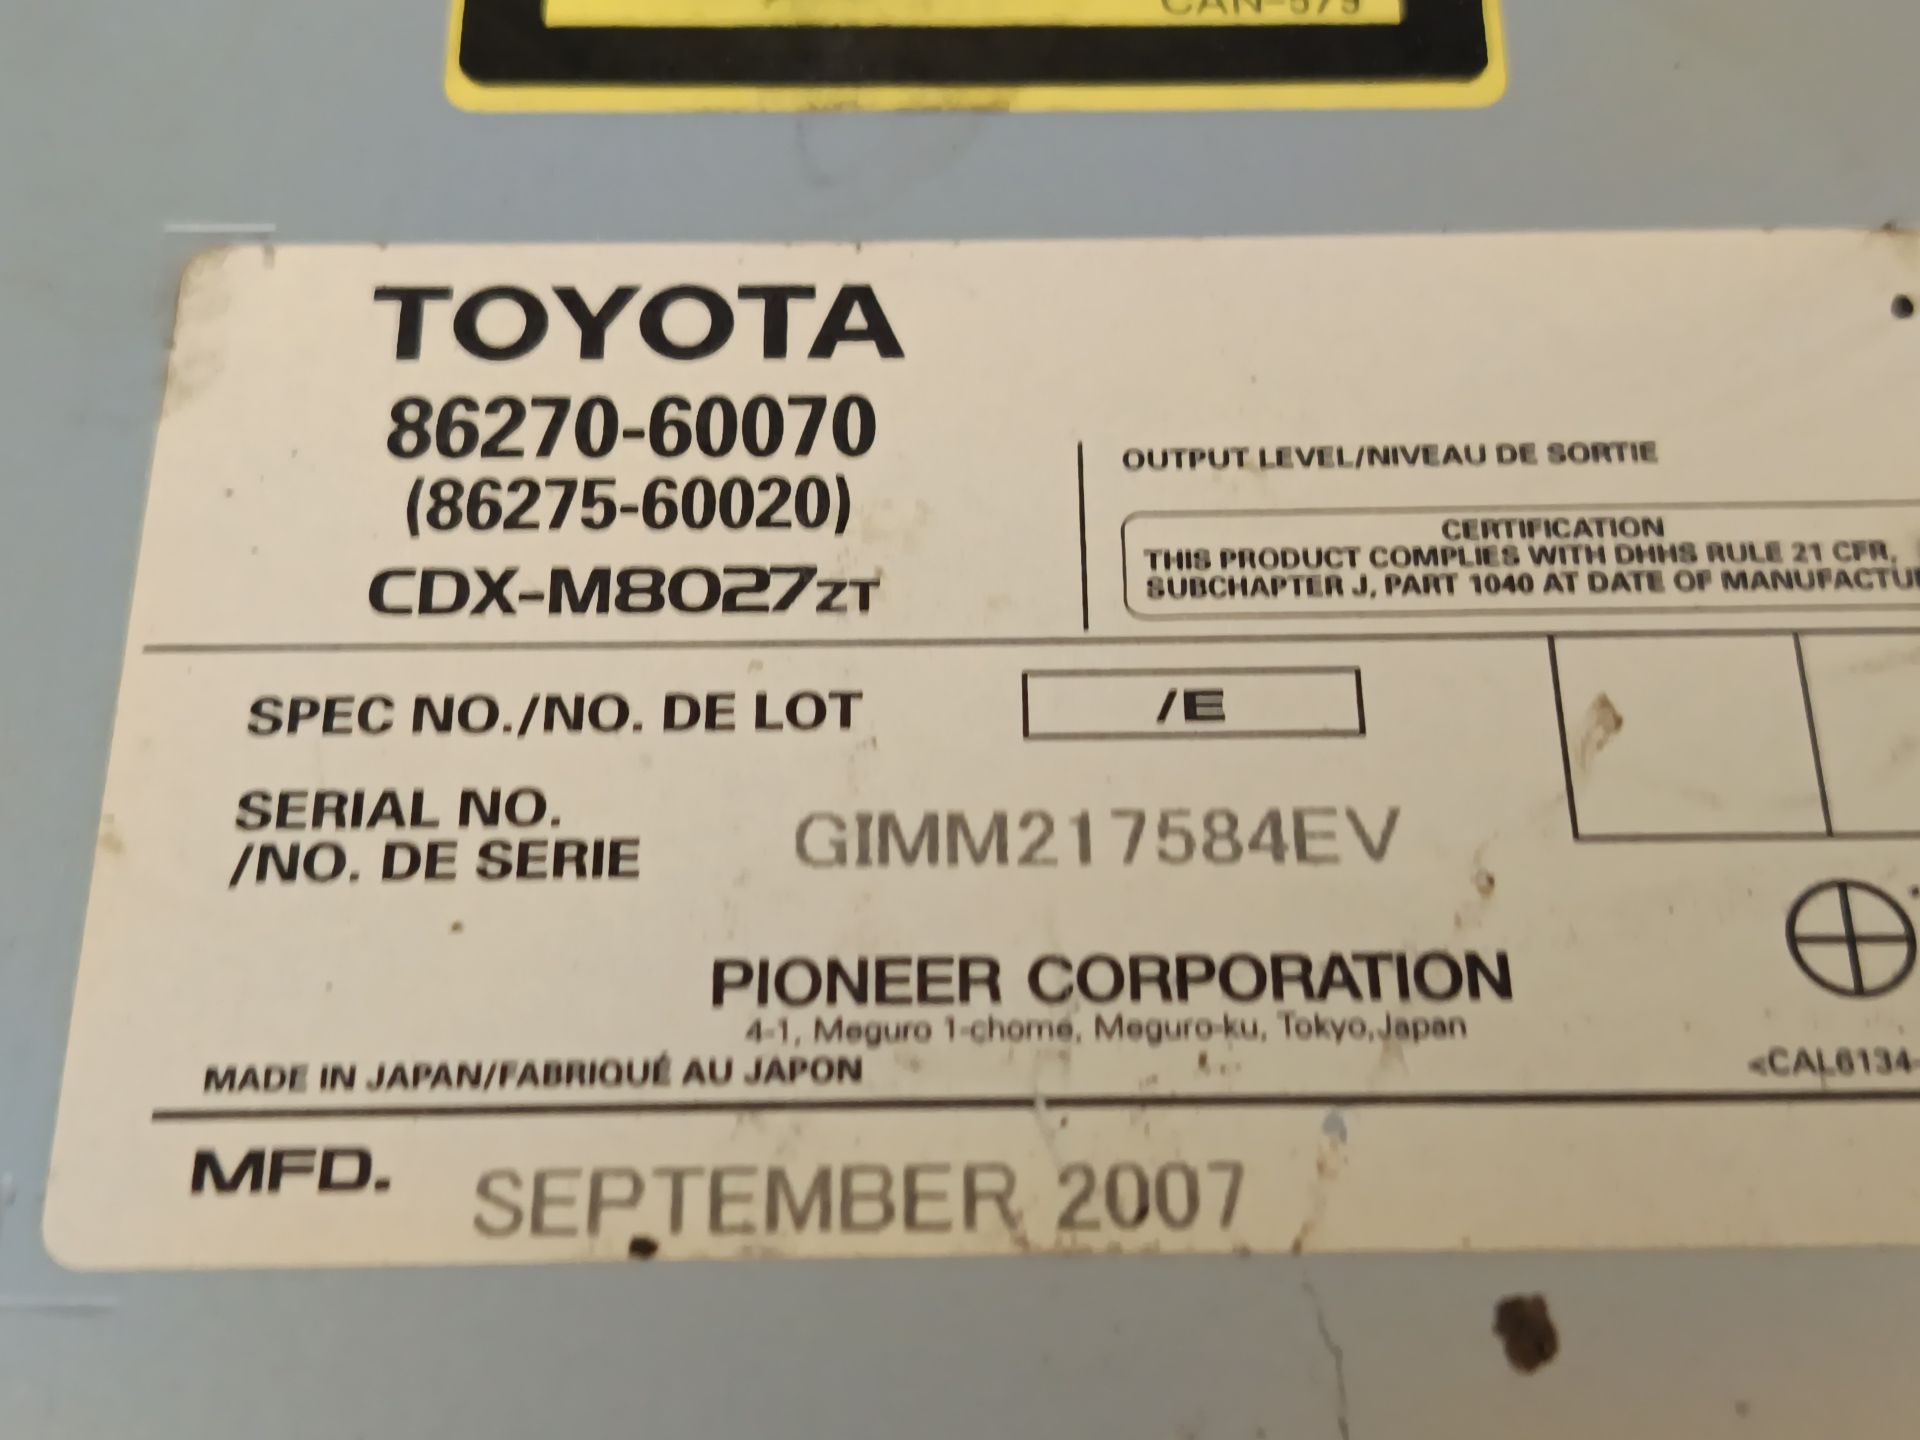 CAN-579
TOYOTA
86270-60070
(86275-60020)
CDX-M8027ZT
OUTPUT LEVEL/NIVEAU DE SORTIE
CERTIFICATION
THIS PRODUCT COMPLIES WITH DHHS RULE 21 CFR,
SUBCHAPTER J, PART 1040 AT DATE OF
SPEC NO./NO. DE LOT /E
SERIAL NO.
/NO. DE SERIE GIMM217584EV
PIONEER CORPORATION
4-1, Meguro 1-chome, Meguro-ku, Tokyo,Japan
MADE IN JAPAN/FABRIQUÉ AU JAPON
<CAL6134-
MFD. SEPTEMBER 2007